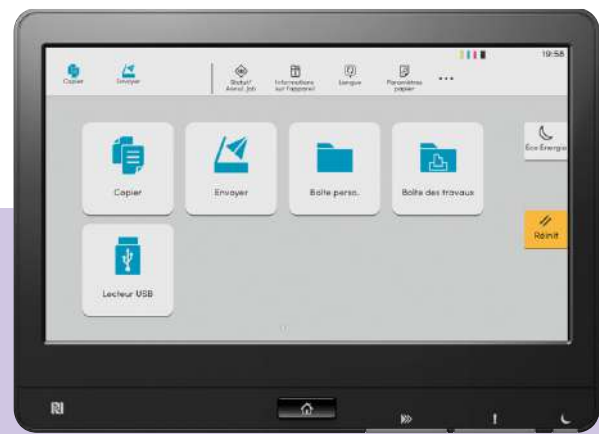 19:58
Copier
Envoyer
Statut/
Annul. Job
Informations
sur l'appareil
Langue
Paramètres
papier
...
Éco Énergie
Copier
Envoyer
Boîte perso.
Boîte des travaux
Réinit
Lecteur USB